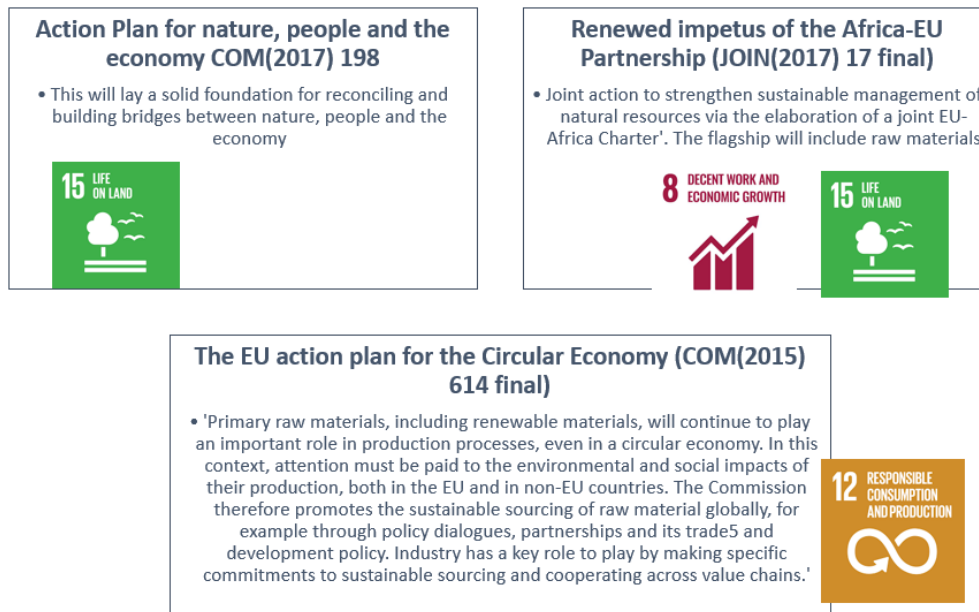 Action Plan for nature, people and the
economy COM(2017) 198
• This will lay a solid foundation for reconciling and
building bridges between nature, people and the
economy
15 LIFE
ON LAND
Renewed impetus of the Africa-EU
Partnership (JOIN(2017) 17 final)
• Joint action to strengthen sustainable management of
natural resources via the elaboration of a joint EU-
Africa Charter'. The flagship will include raw materials
8 DECENT WORK AND
ECONOMIC GROWTH
15 LIFE
ON LAND
The EU action plan for the Circular Economy (COM(2015)
614 final)
• 'Primary raw materials, including renewable materials, will continue to play
an important role in production processes, even in a circular economy. In this
context, attention must be paid to the environmental and social impacts of
their production, both in the EU and in non-EU countries. The Commission
therefore promotes the sustainable sourcing of raw material globally, for
example through policy dialogues, partnerships and its trade5 and
development policy. Industry has a key role to play by making specific
commitments to sustainable sourcing and cooperating across value chains.'
12 RESPONSIBLE
CONSUMPTION
AND PRODUCTION